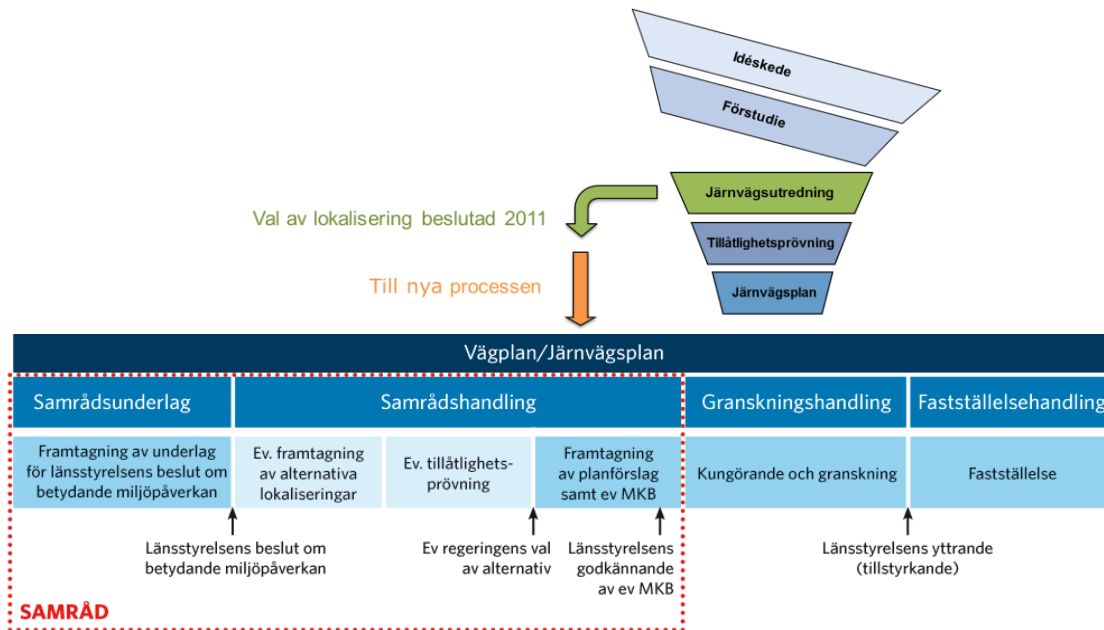 Idéskede
Förstudie
Järnvägsutredning
Val av lokalisering beslutad 2011
Tillåtlighetsprövning
Till nya processen
Järnvägsplan
Vägplan/Järnvägsplan
Samrådsunderlag
Samrådshandling
Granskningshandling
Fastställelsehandling
Framtagning av underlag
för länsstyrelsens beslut om
betydande miljöpåverkan
Ev. framtagning
av alternativa
lokaliseringar
Ev. tillåtlighets-
prövning
Framtagning
av planförslag
samt ev MKB
Kungörande och granskning
Fastställelse
Länsstyrelsens beslut om
betydande miljöpåverkan
Ev regeringens val
av alternativ
Länsstyrelsens
godkännande
av ev MKB
Länsstyrelsens yttrande
(tillstyrkande)
SAMRÅD